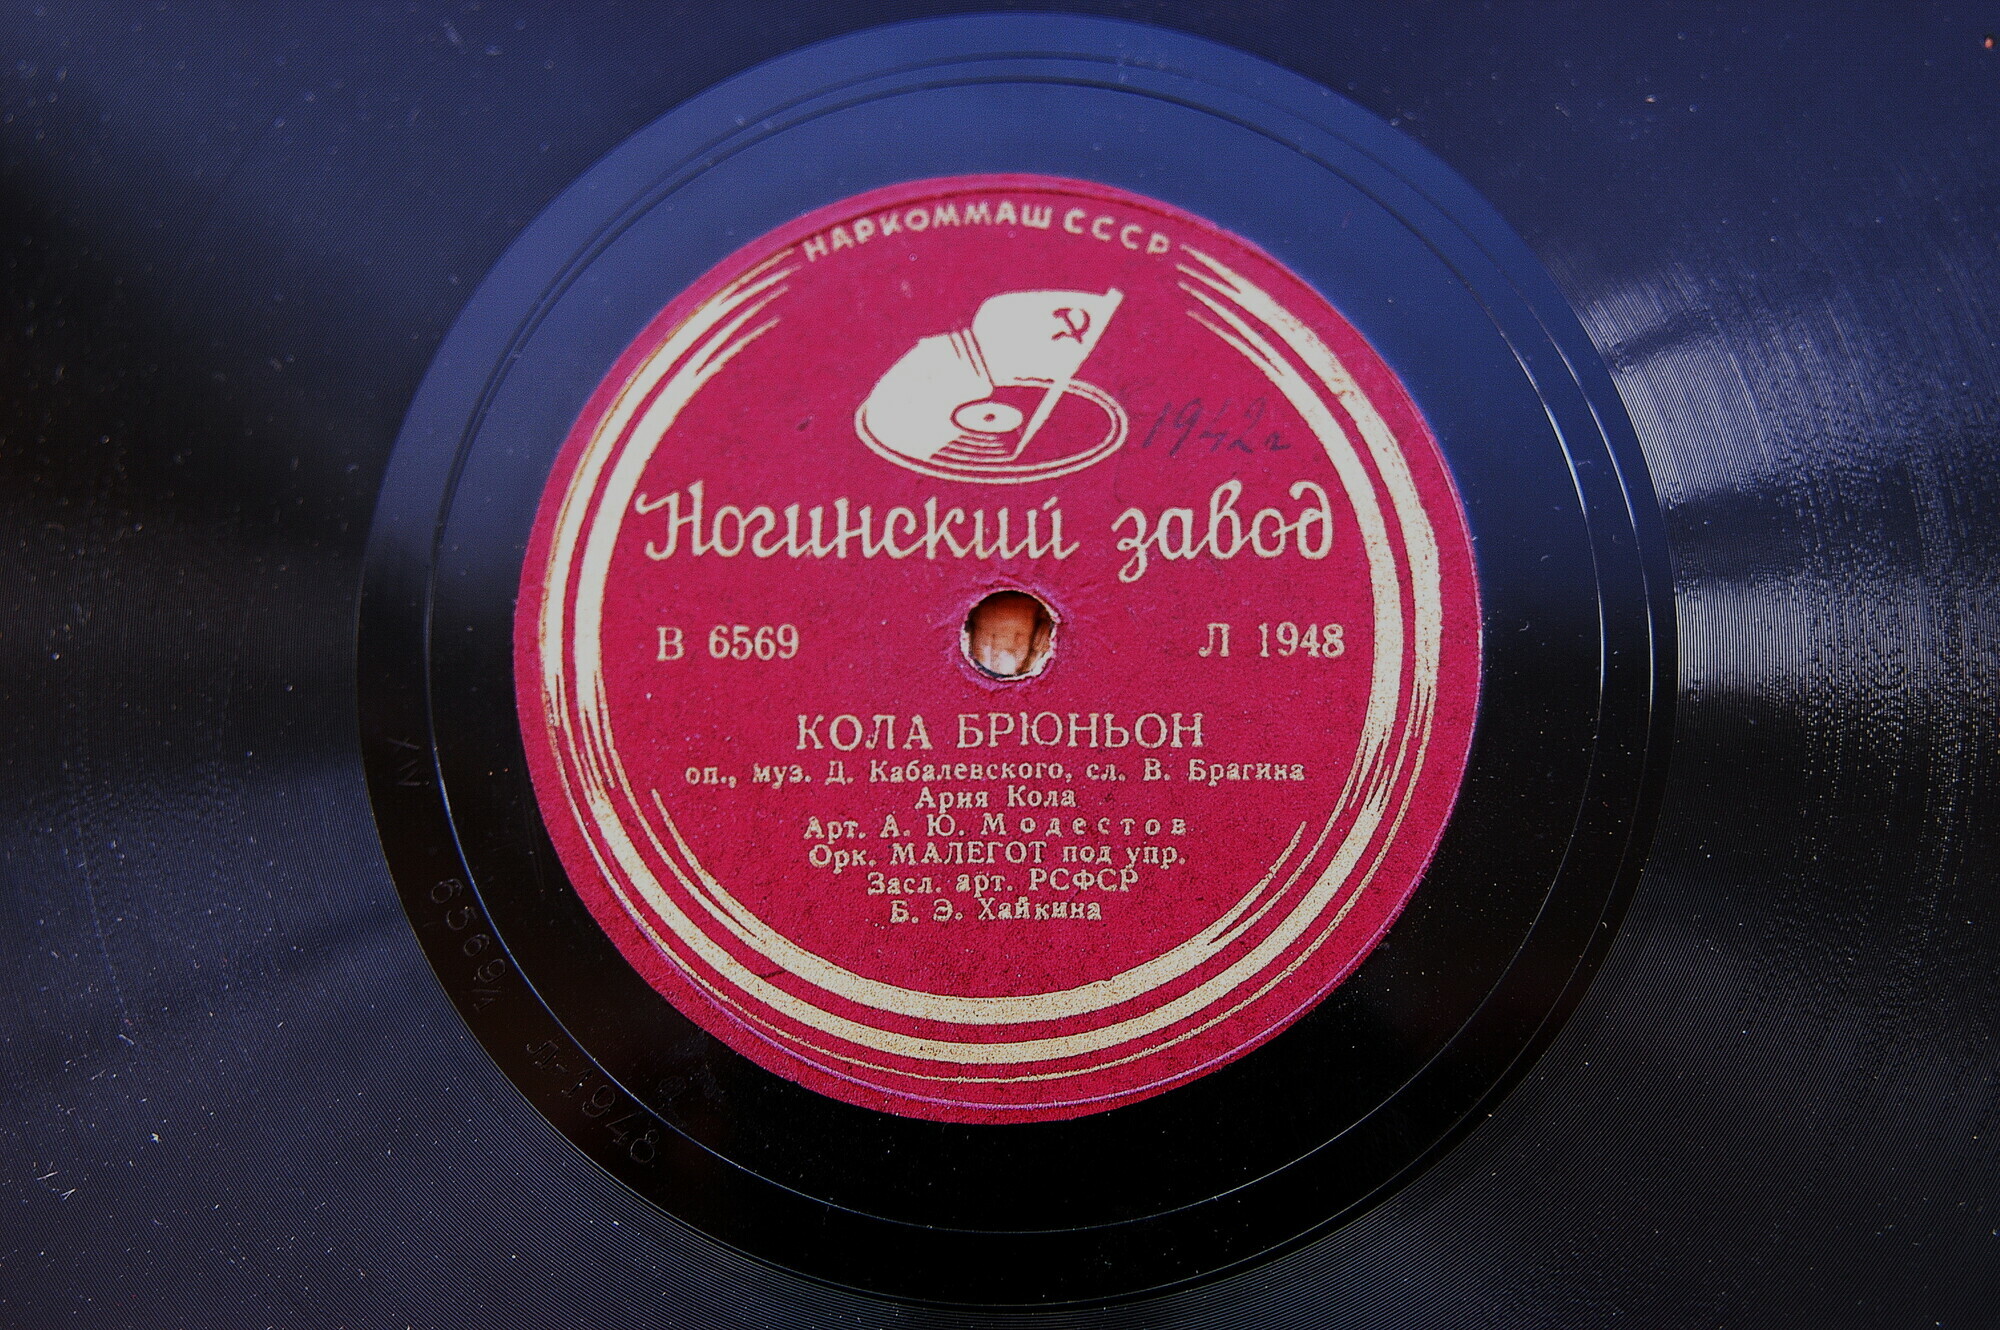 НАРКОММАШ СССР
1942г
Ногинский завод
В 6569 Л 1948
КОЛА БРЮНЬОН
оп., муз. Д. Кабалевского, сл. В. Брагина
Ария Кола
Арт. А. Ю. Модестов
Орк. МАЛЕГОТ под упр.
Засл. арт. РСФСР
Б. Э. Хайкина
6569/1
Л-1948